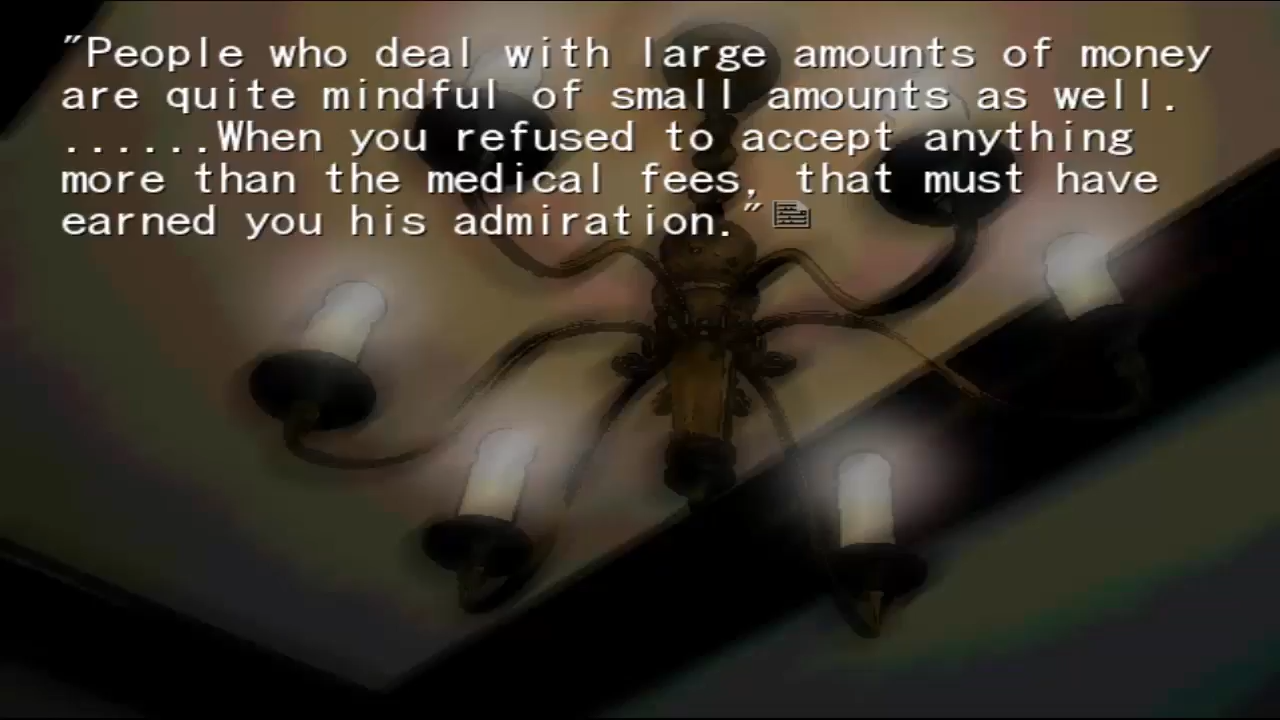 "People who deal with large amounts of money
are quite mindful of small amounts as well.
......When you refused to accept anything
more than the medical fees, that must have
earned you his admiration."